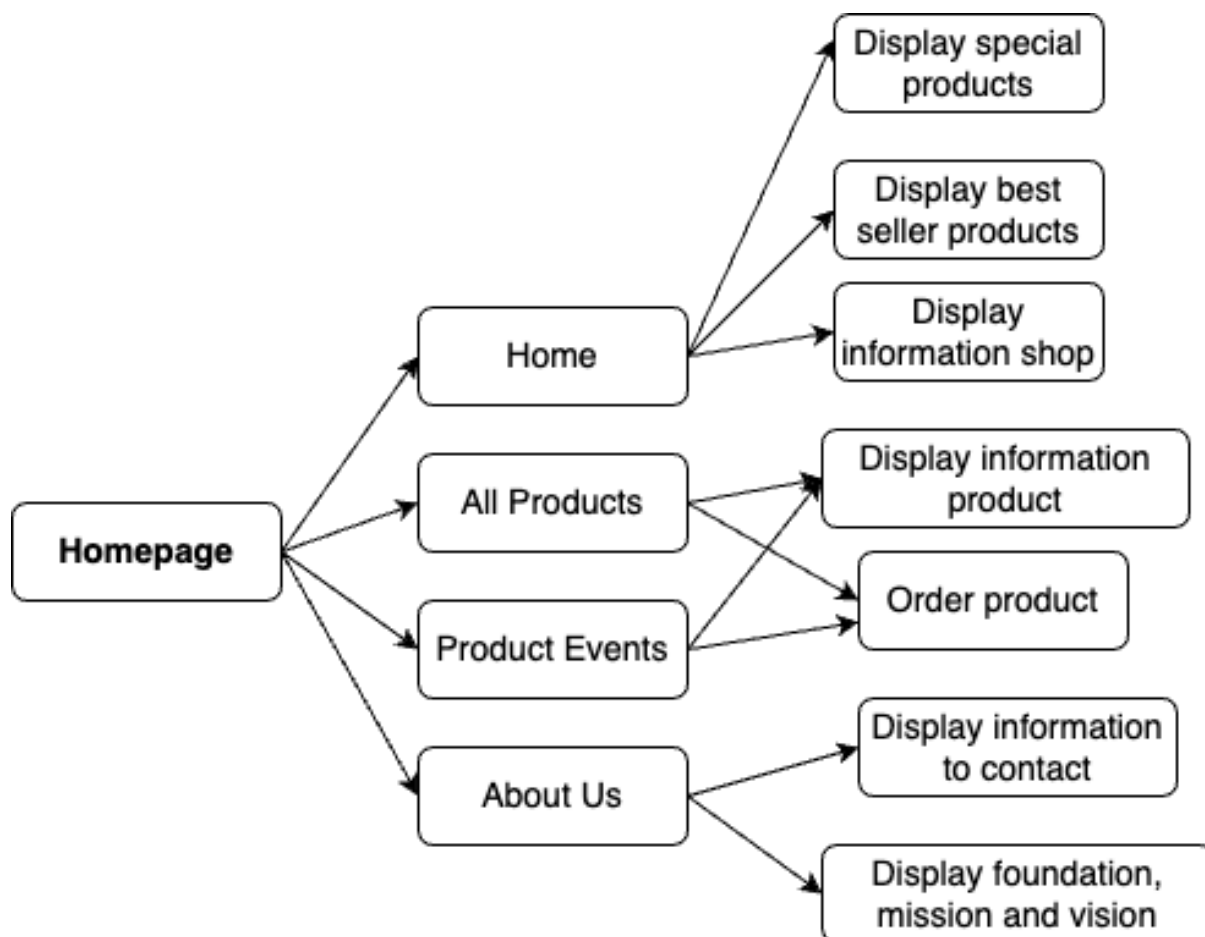 Display special
products
Display best
seller products
Display
information shop
Home
Display information
product
All Products
Homepage
Order product
Product Events
Display information
to contact
About Us
Display foundation,
mission and vision